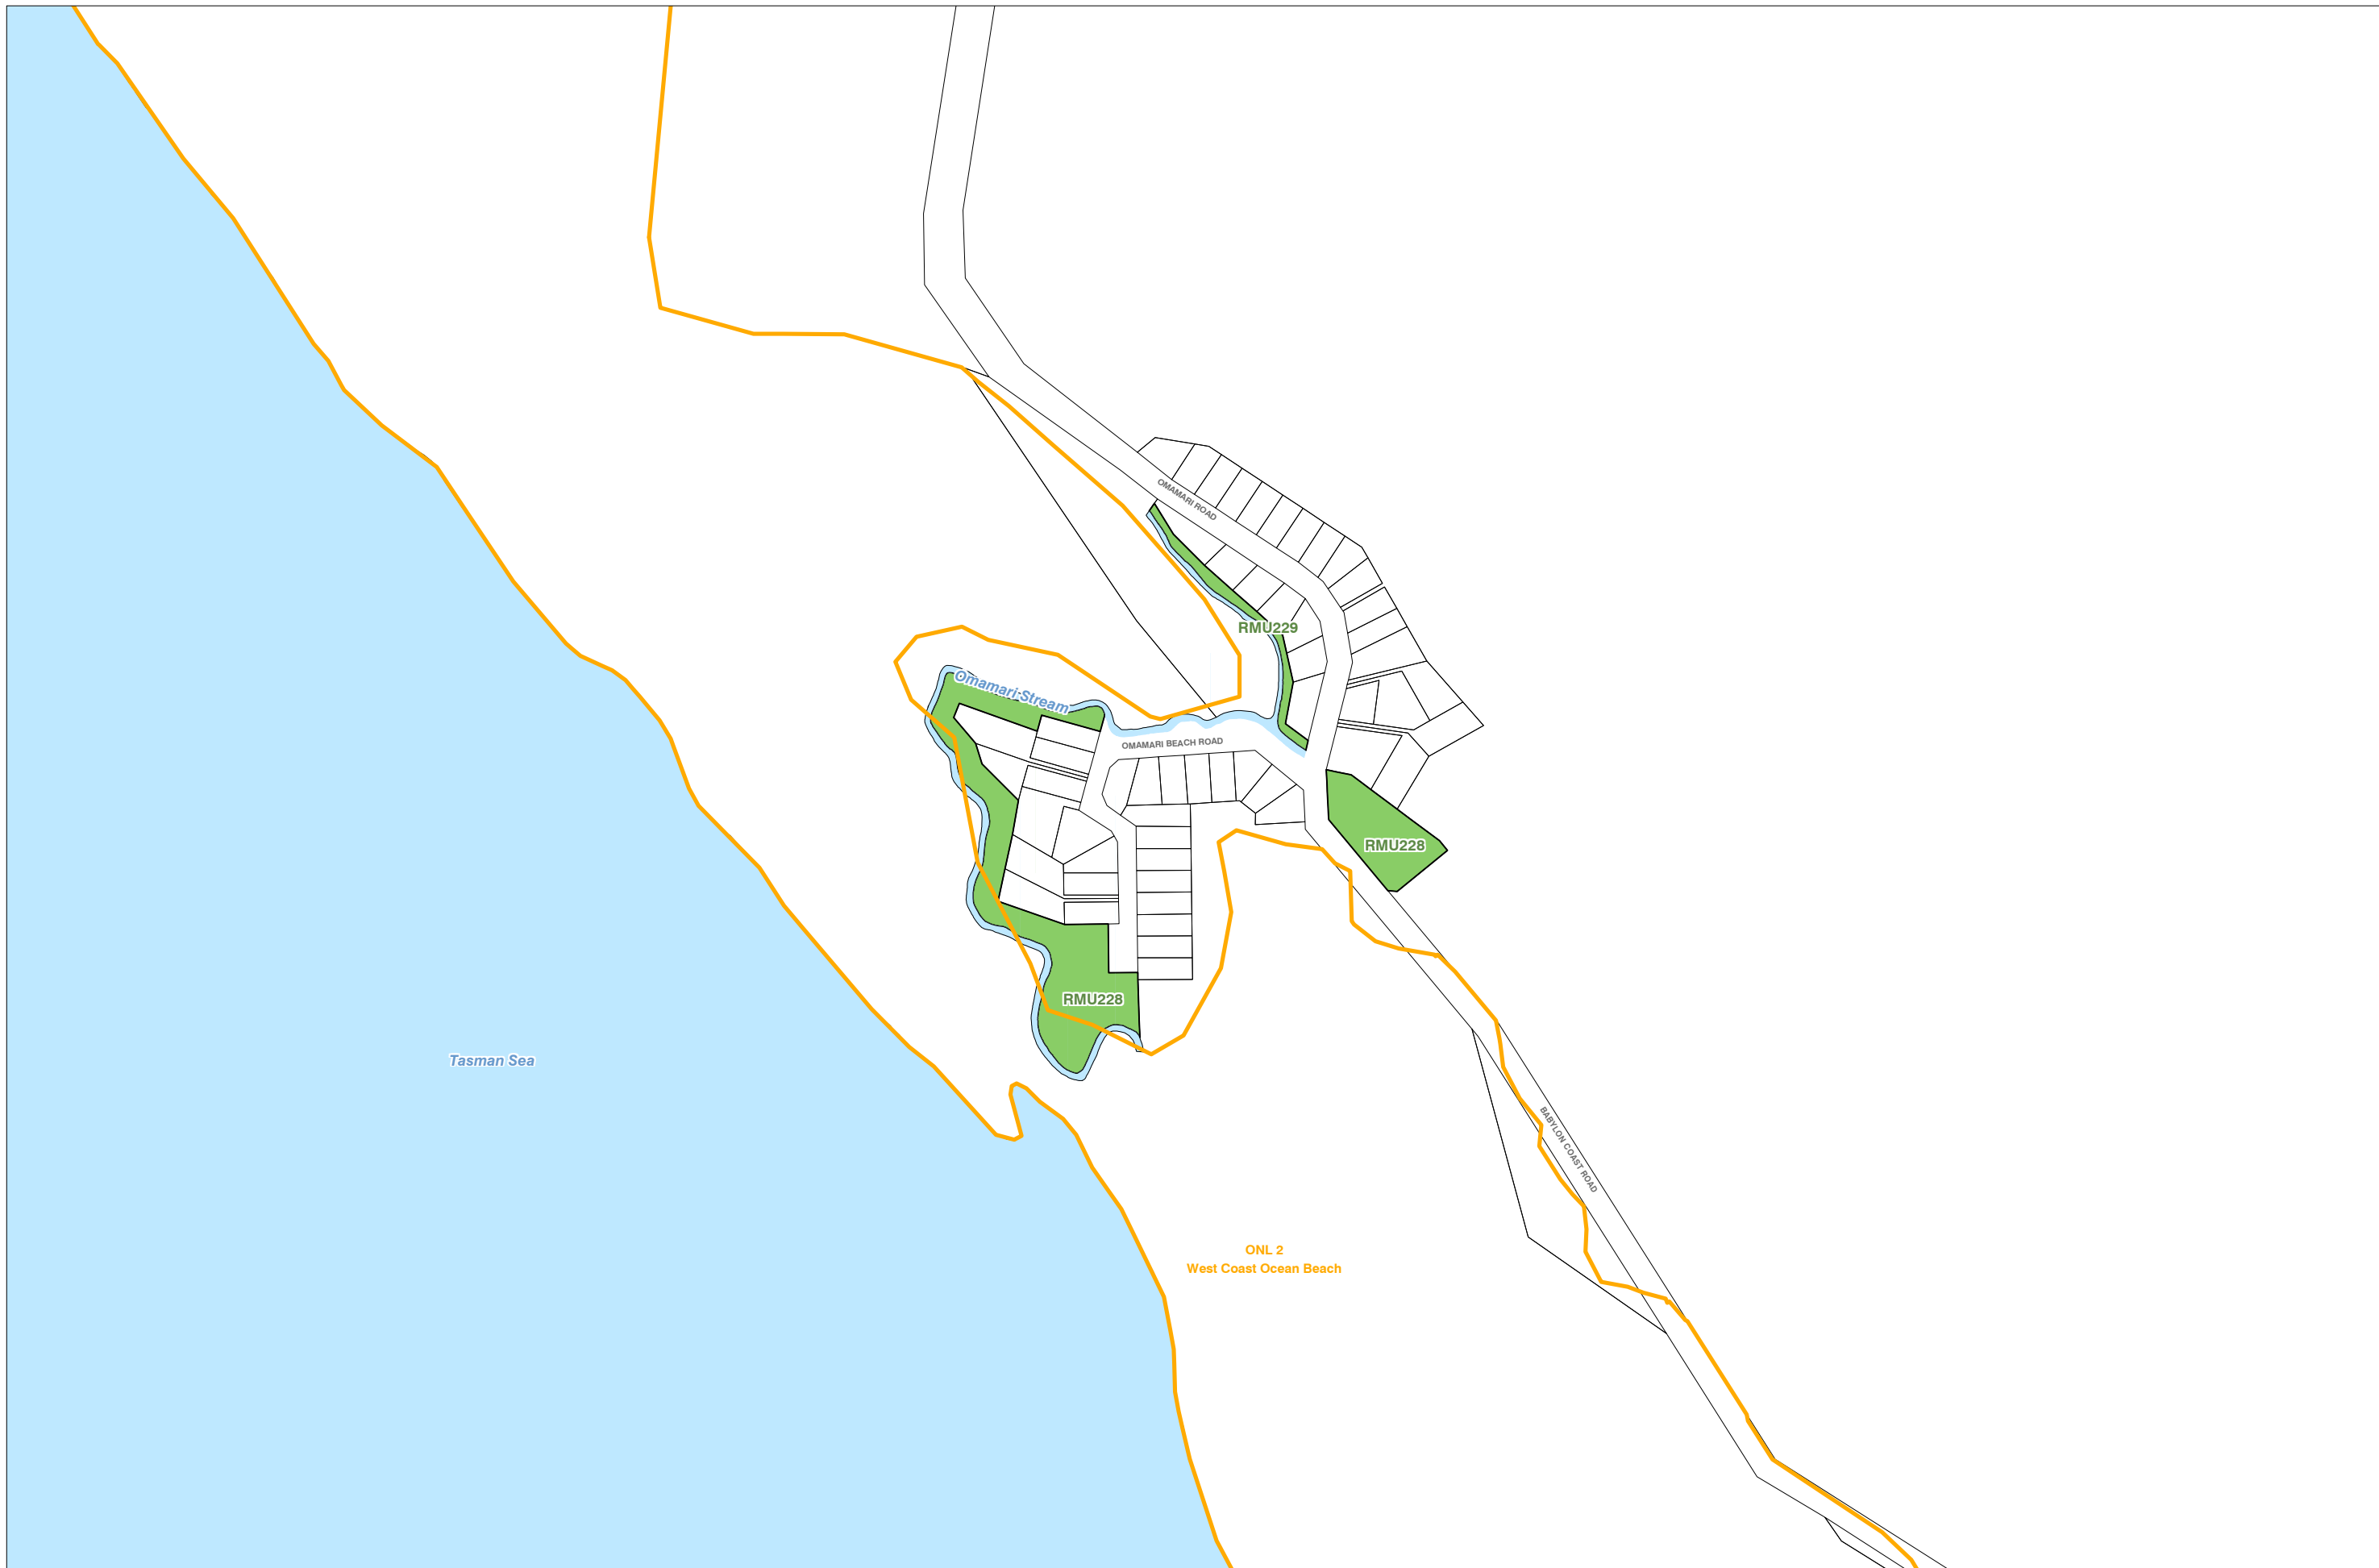 OMAMARI ROAD
RMU229
Omamari Stream
OMAMARI BEACH ROAD
RMU228
RMU228
Tasman Sea
BABYLON COAST ROAD
ONL 2
West Coast Ocean Beach